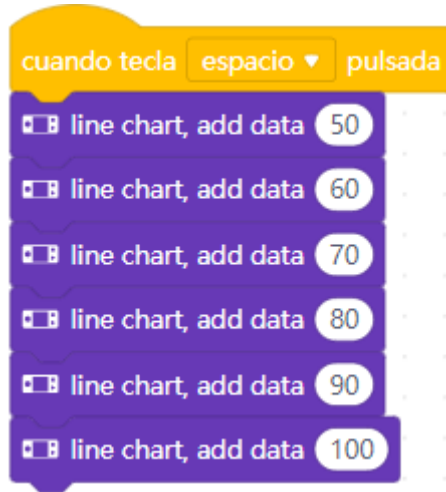 cuando tecla espacio pulsada
line chart, add data 50
line chart, add data 60
line chart, add data 70
line chart, add data 80
line chart, add data 90
line chart, add data 100